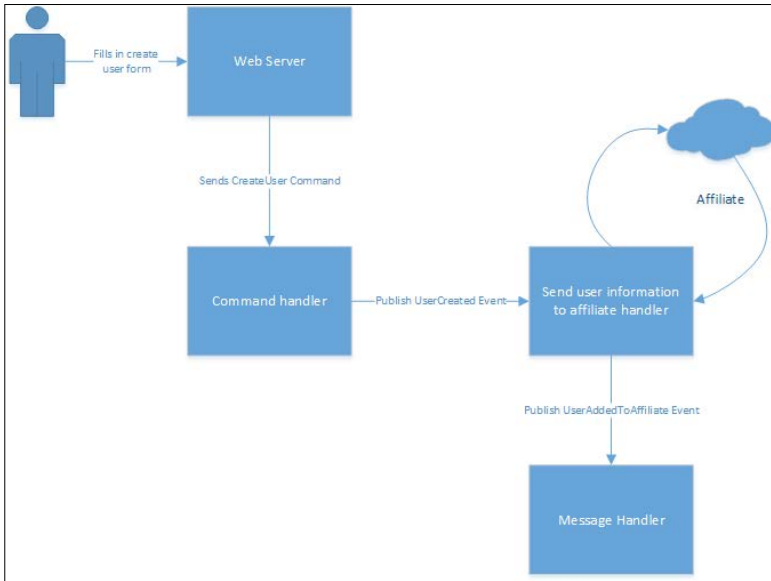 Fills in create
user form
Web Server
Sends CreateUser Command
Affiliate
Command handler
Publish UserCreated Event
Send user information
to affiliate handler
Publish UserAddedToAffiliate Event
Message Handler